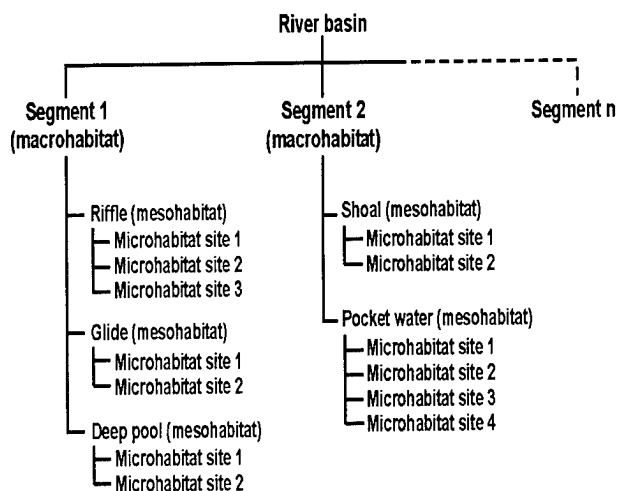 River basin
Segment 1
(macrohabitat)
Riffle (mesohabitat)
Microhabitat site 1
Microhabitat site 2
Microhabitat site 3
Glide (mesohabitat)
Microhabitat site 1
Microhabitat site 2
Deep pool (mesohabitat)
Microhabitat site 1
Microhabitat site 2
Segment 2
(macrohabitat)
Shoal (mesohabitat)
Microhabitat site 1
Microhabitat site 2
Pocket water (mesohabitat)
Microhabitat site 1
Microhabitat site 2
Microhabitat site 3
Microhabitat site 4
Segment n